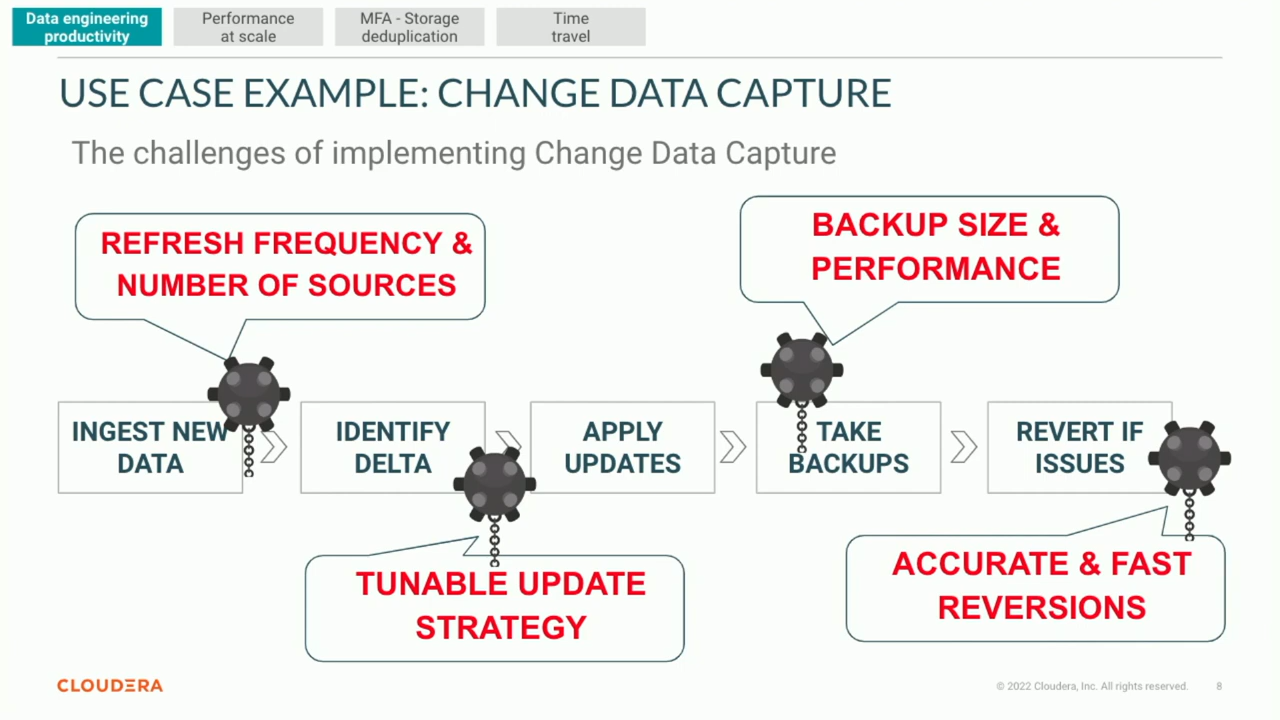 Data engineering
productivity
Performance
at scale
MFA - Storage
deduplication
Time
travel
USE CASE EXAMPLE: CHANGE DATA CAPTURE
The challenges of implementing Change Data Capture
REFRESH FREQUENCY &
NUMBER OF SOURCES
BACKUP SIZE &
PERFORMANCE
INGEST NEW
DATA
IDENTIFY
DELTA
APPLY
UPDATES
TAKE
BACKUPS
REVERT IF
ISSUES
TUNABLE UPDATE
STRATEGY
ACCURATE & FAST
REVERSIONS
CLOUDERA
© 2022 Cloudera, Inc. All rights reserved. 8